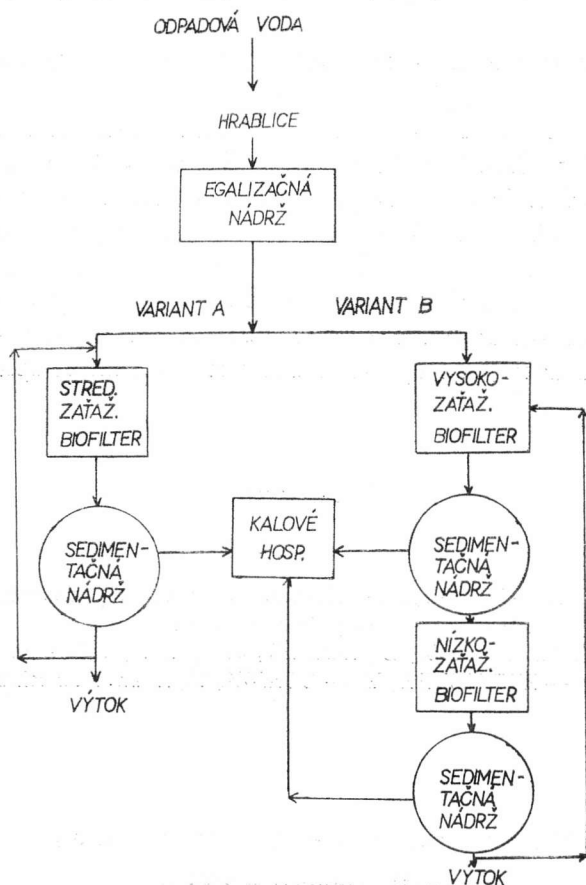 ODPADOVÁ VODA
HRABLICE
EGALIZAČNÁ
NÁDRŽ
VARIANT A
VARIANT B
STRED.
ZAŤAŽ.
BIOFILTER
VYSOKO-
ZAŤAŽ.
BIOFILTER
SEDIMEN-
TAČNÁ
NÁDRŽ
KALOVÉ
HOSP.
SEDIMEN-
TAČNÁ
NÁDRŽ
VÝTOK
NÍZKO-
ZAŤAŽ.
BIOFILTER
SEDIMEN-
TAČNÁ
NÁDRŽ
VÝTOK